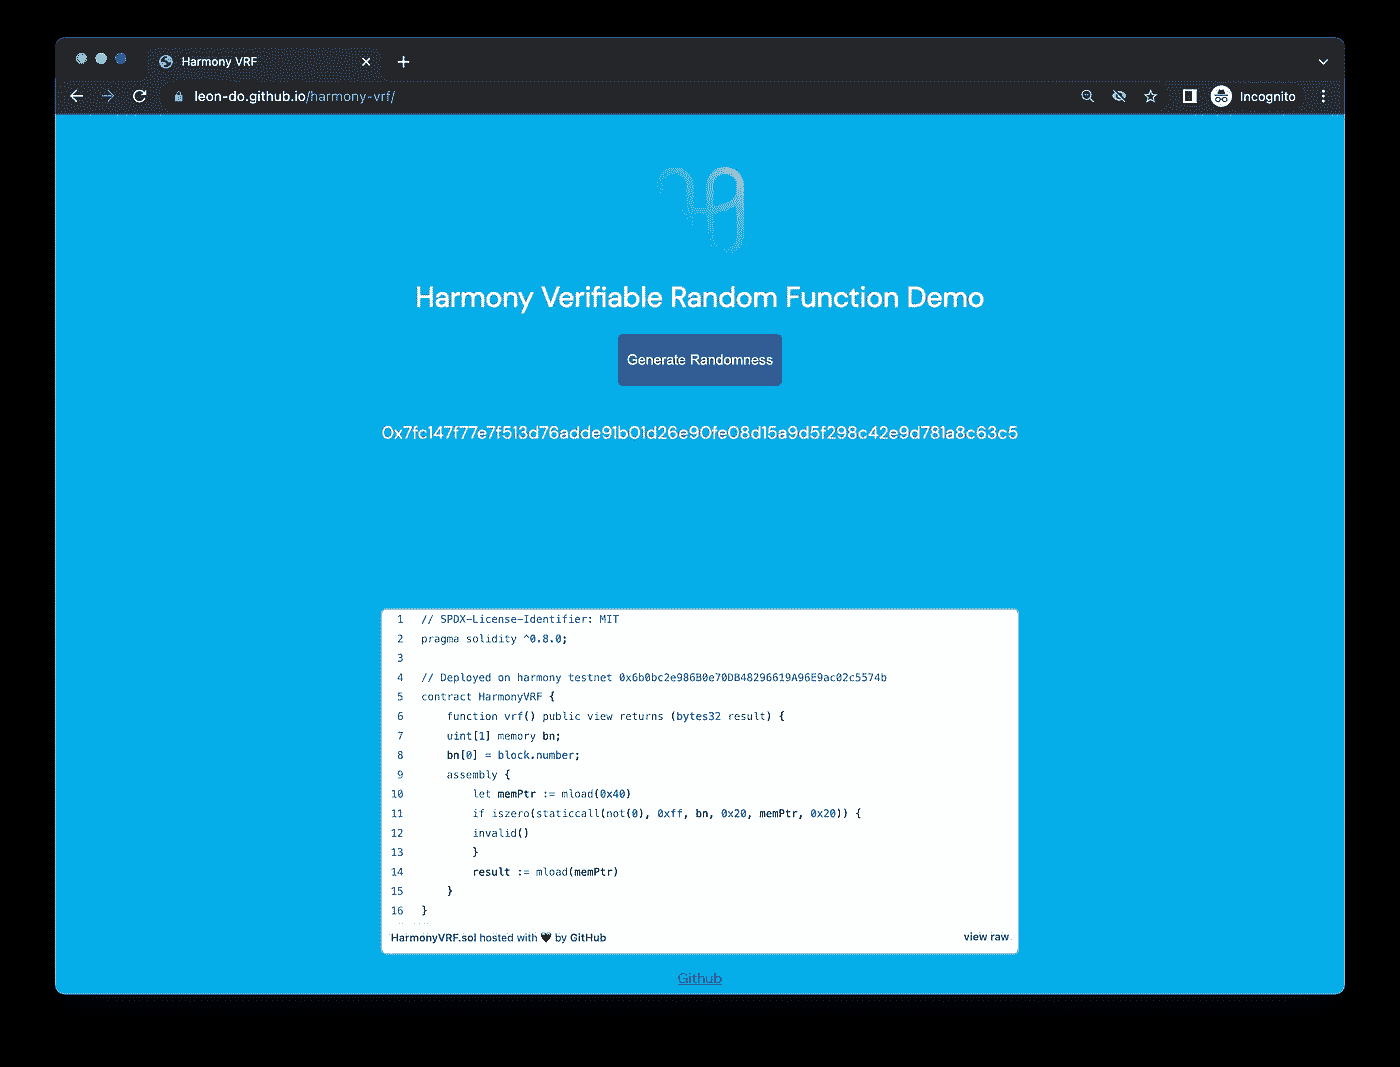 Harmony VRF
leon-do.github.io/harmony-vrf/
Incognito
Harmony Verifiable Random Function Demo
Generate Randomness
0x7fc147f77e7f513d76adde91b01d26e90fe08d15a9d5f298c42e9d781a8c63c5
1 // SPDX-License-Identifier: MIT
2 pragma solidity ^0.8.0;
3
4 // Deployed on harmony testnet 0x6b0bc2e986B0e70DB48296619A96E9ac02c5574b
5 contract HarmonyVRF {
6 function vrf() public view returns (bytes32 result) {
7 uint[1] memory bn;
8 bn[0] = block.number;
9 assembly {
10 let memPtr := mload(0x40)
11 if iszero(staticcall(not(0), 0xff, bn, 0x20, memPtr, 0x20)) {
12 invalid()
13 }
14 result := mload(memPtr)
15 }
16 }
HarmonyVRF.sol hosted with 🖤 by GitHub view raw
Github